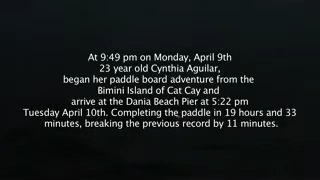 At 9:49 pm on Monday, April 9th
23 year old Cynthia Aguilar,
began her paddle board adventure from the
Bimini Island of Cat Cay and
arrive at the Dania Beach Pier at 5:22 pm
Tuesday April 10th. Completing the paddle in 19 hours and 33
minutes, breaking the previous record by 11 minutes.